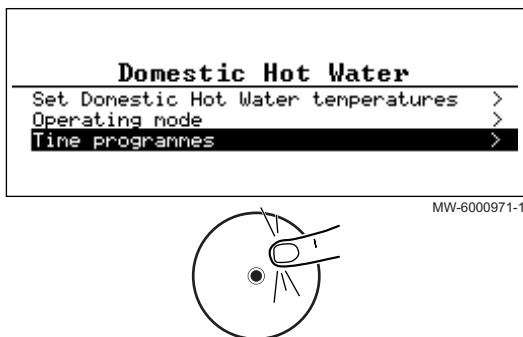 Domestic Hot Water
Set Domestic Hot Water temperatures >
Operating mode >
Time programmes >
MW-6000971-1